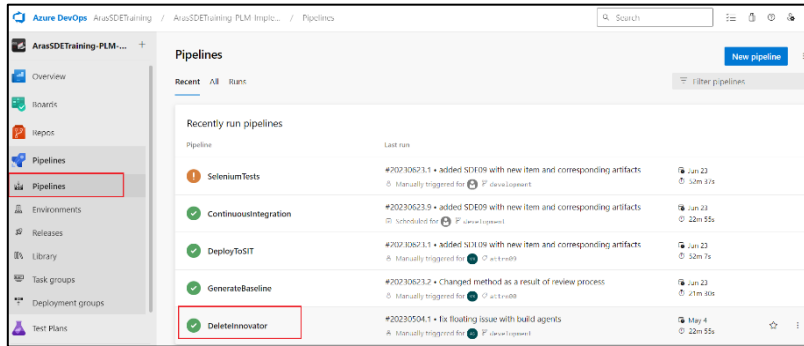 Azure DevOps ArasSDETraining / ArasSDETraining-PLM-Imple... / Pipelines Search
ArasSDETraining-PLM-... +
Overview
Boards
Repos
Pipelines
Pipelines
Environments
Releases
Library
Task groups
Deployment groups
Test Plans
Pipelines New pipeline
Recent All Runs Filter pipelines
Recently run pipelines
Pipeline Last run
SeleniumTests #20230623.1 • added SDE09 with new item and corresponding artifacts Jun 23
Manually triggered for development 52m 37s
ContinuousIntegration #20230623.9 • added SDE09 with new item and corresponding artifacts Jun 23
Scheduled for development 22m 55s
DeployToSIT #20230623.1 • added SDE09 with new item and corresponding artifacts Jun 23
Manually triggered for attrm09 52m 7s
GenerateBaseline #20230623.2 • Changed method as a result of review process Jun 23
Manually triggered for attrm00 21m 30s
DeleteInnovator #20230504.1 • fix floating issue with build agents May 4
Manually triggered for development 22m 55s